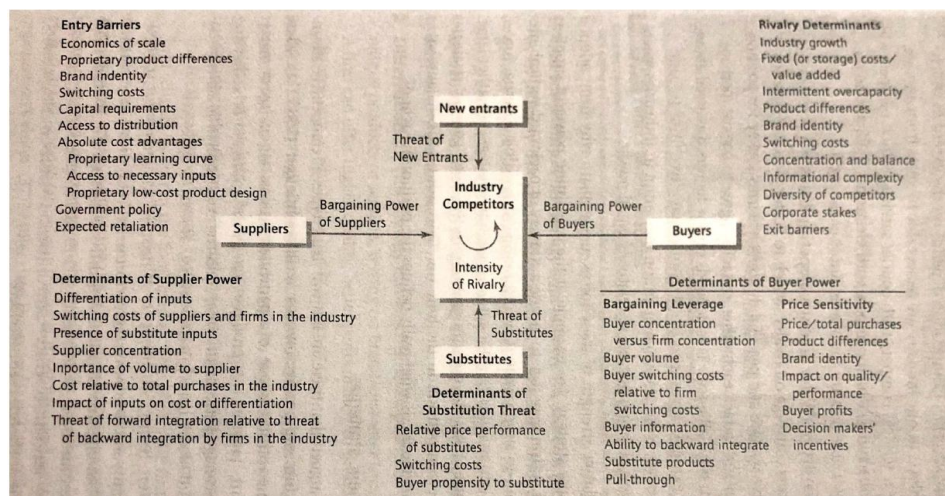 Entry Barriers
Economics of scale
Proprietary product differences
Brand indentity
Switching costs
Capital requirements
Access to distribution
Absolute cost advantages
Proprietary learning curve
Access to necessary inputs
Proprietary low-cost product design
Government policy
Expected retaliation
New entrants
Threat of
New Entrants
Rivalry Determinants
Industry growth
Fixed (or storage) costs/
value added
Intermittent overcapacity
Product differences
Brand identity
Switching costs
Concentration and balance
Informational complexity
Diversity of competitors
Corporate stakes
Exit barriers
Suppliers
Bargaining Power
of Suppliers
Industry
Competitors
Intensity
of Rivalry
Bargaining Power
of Buyers
Buyers
Determinants of Supplier Power
Differentiation of inputs
Switching costs of suppliers and firms in the industry
Presence of substitute inputs
Supplier concentration
Inportance of volume to supplier
Cost relative to total purchases in the industry
Impact of inputs on cost or differentiation
Threat of forward integration relative to threat
of backward integration by firms in the industry
Threat of
Substitutes
Substitutes
Determinants of
Substitution Threat
Relative price performance
of substitutes
Switching costs
Buyer propensity to substitute
Determinants of Buyer Power
Bargaining Leverage
Buyer concentration
versus firm concentration
Buyer volume
Buyer switching costs
relative to firm
switching costs
Buyer information
Ability to backward integrate
Substitute products
Pull-through
Price Sensitivity
Price/total purchases
Product differences
Brand identity
Impact on quality/
performance
Buyer profits
Decision makers'
incentives